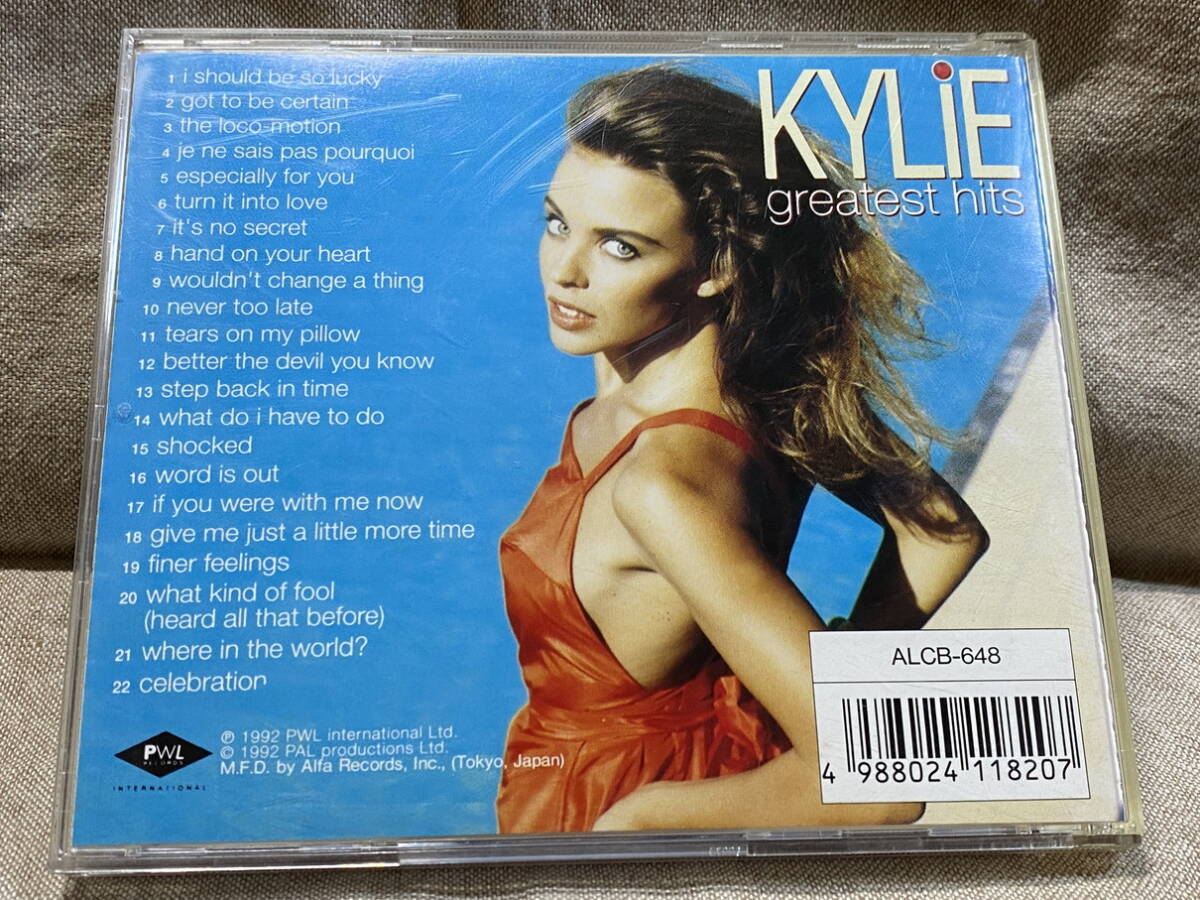 1 i should be so lucky
2 got to be certain
3 the loco-motion
4 je ne sais pas pourquoi
5 especially for you
6 turn it into love
7 it's no secret
8 hand on your heart
9 wouldn't change a thing
10 never too late
11 tears on my pillow
12 better the devil you know
13 step back in time
14 what do i have to do
15 shocked
16 word is out
17 if you were with me now
18 give me just a little more time
19 finer feelings
20 what kind of fool
(heard all that before)
21 where in the world?
22 celebration
KYLiE
greatest hits
PWL
RECORDS
INTERNATIONAL
℗ 1992 PWL international Ltd.
© 1992 PAL productions Ltd.
M.F.D. by Alfa Records, Inc., (Tokyo, Japan)
ALCB-648
4 988024 118207